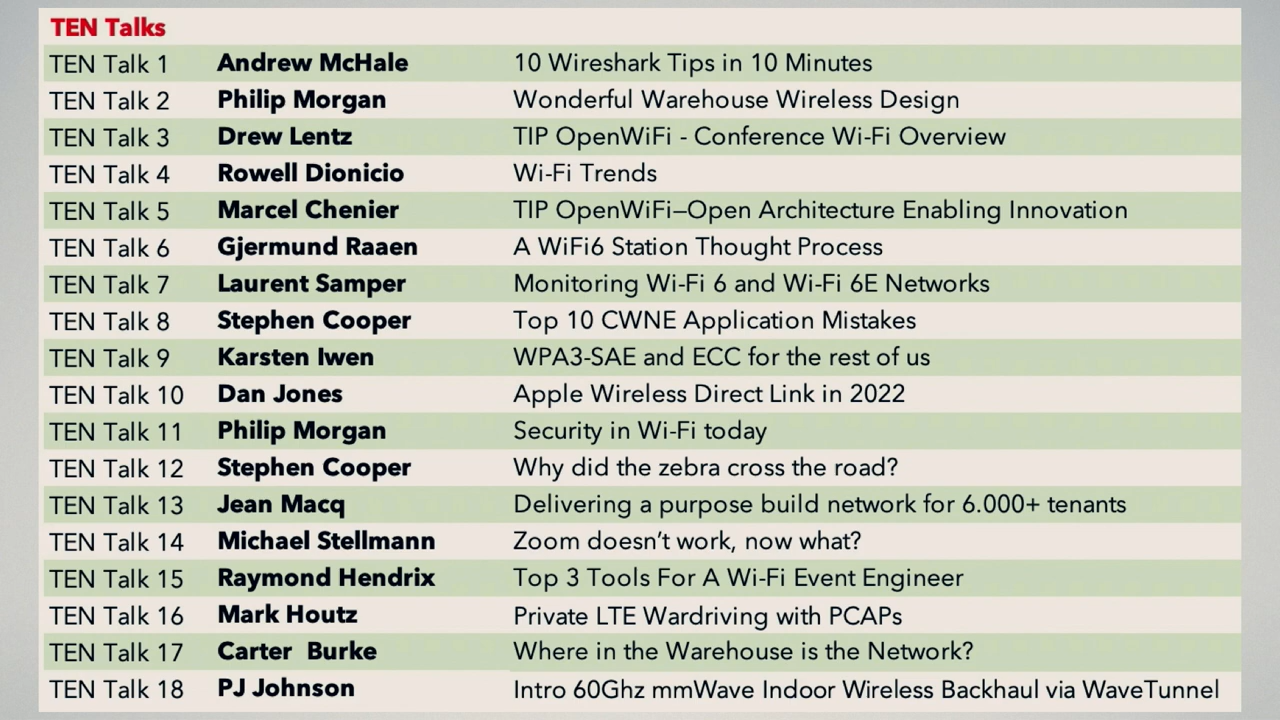 TEN Talks
TEN Talk 1 Andrew McHale 10 Wireshark Tips in 10 Minutes
TEN Talk 2 Philip Morgan Wonderful Warehouse Wireless Design
TEN Talk 3 Drew Lentz TIP OpenWiFi - Conference Wi-Fi Overview
TEN Talk 4 Rowell Dionicio Wi-Fi Trends
TEN Talk 5 Marcel Chenier TIP OpenWiFi–Open Architecture Enabling Innovation
TEN Talk 6 Gjermund Raaen A WiFi6 Station Thought Process
TEN Talk 7 Laurent Samper Monitoring Wi-Fi 6 and Wi-Fi 6E Networks
TEN Talk 8 Stephen Cooper Top 10 CWNE Application Mistakes
TEN Talk 9 Karsten Iwen WPA3-SAE and ECC for the rest of us
TEN Talk 10 Dan Jones Apple Wireless Direct Link in 2022
TEN Talk 11 Philip Morgan Security in Wi-Fi today
TEN Talk 12 Stephen Cooper Why did the zebra cross the road?
TEN Talk 13 Jean Macq Delivering a purpose build network for 6.000+ tenants
TEN Talk 14 Michael Stellmann Zoom doesn’t work, now what?
TEN Talk 15 Raymond Hendrix Top 3 Tools For A Wi-Fi Event Engineer
TEN Talk 16 Mark Houtz Private LTE Wardriving with PCAPs
TEN Talk 17 Carter Burke Where in the Warehouse is the Network?
TEN Talk 18 PJ Johnson Intro 60Ghz mmWave Indoor Wireless Backhaul via WaveTunnel